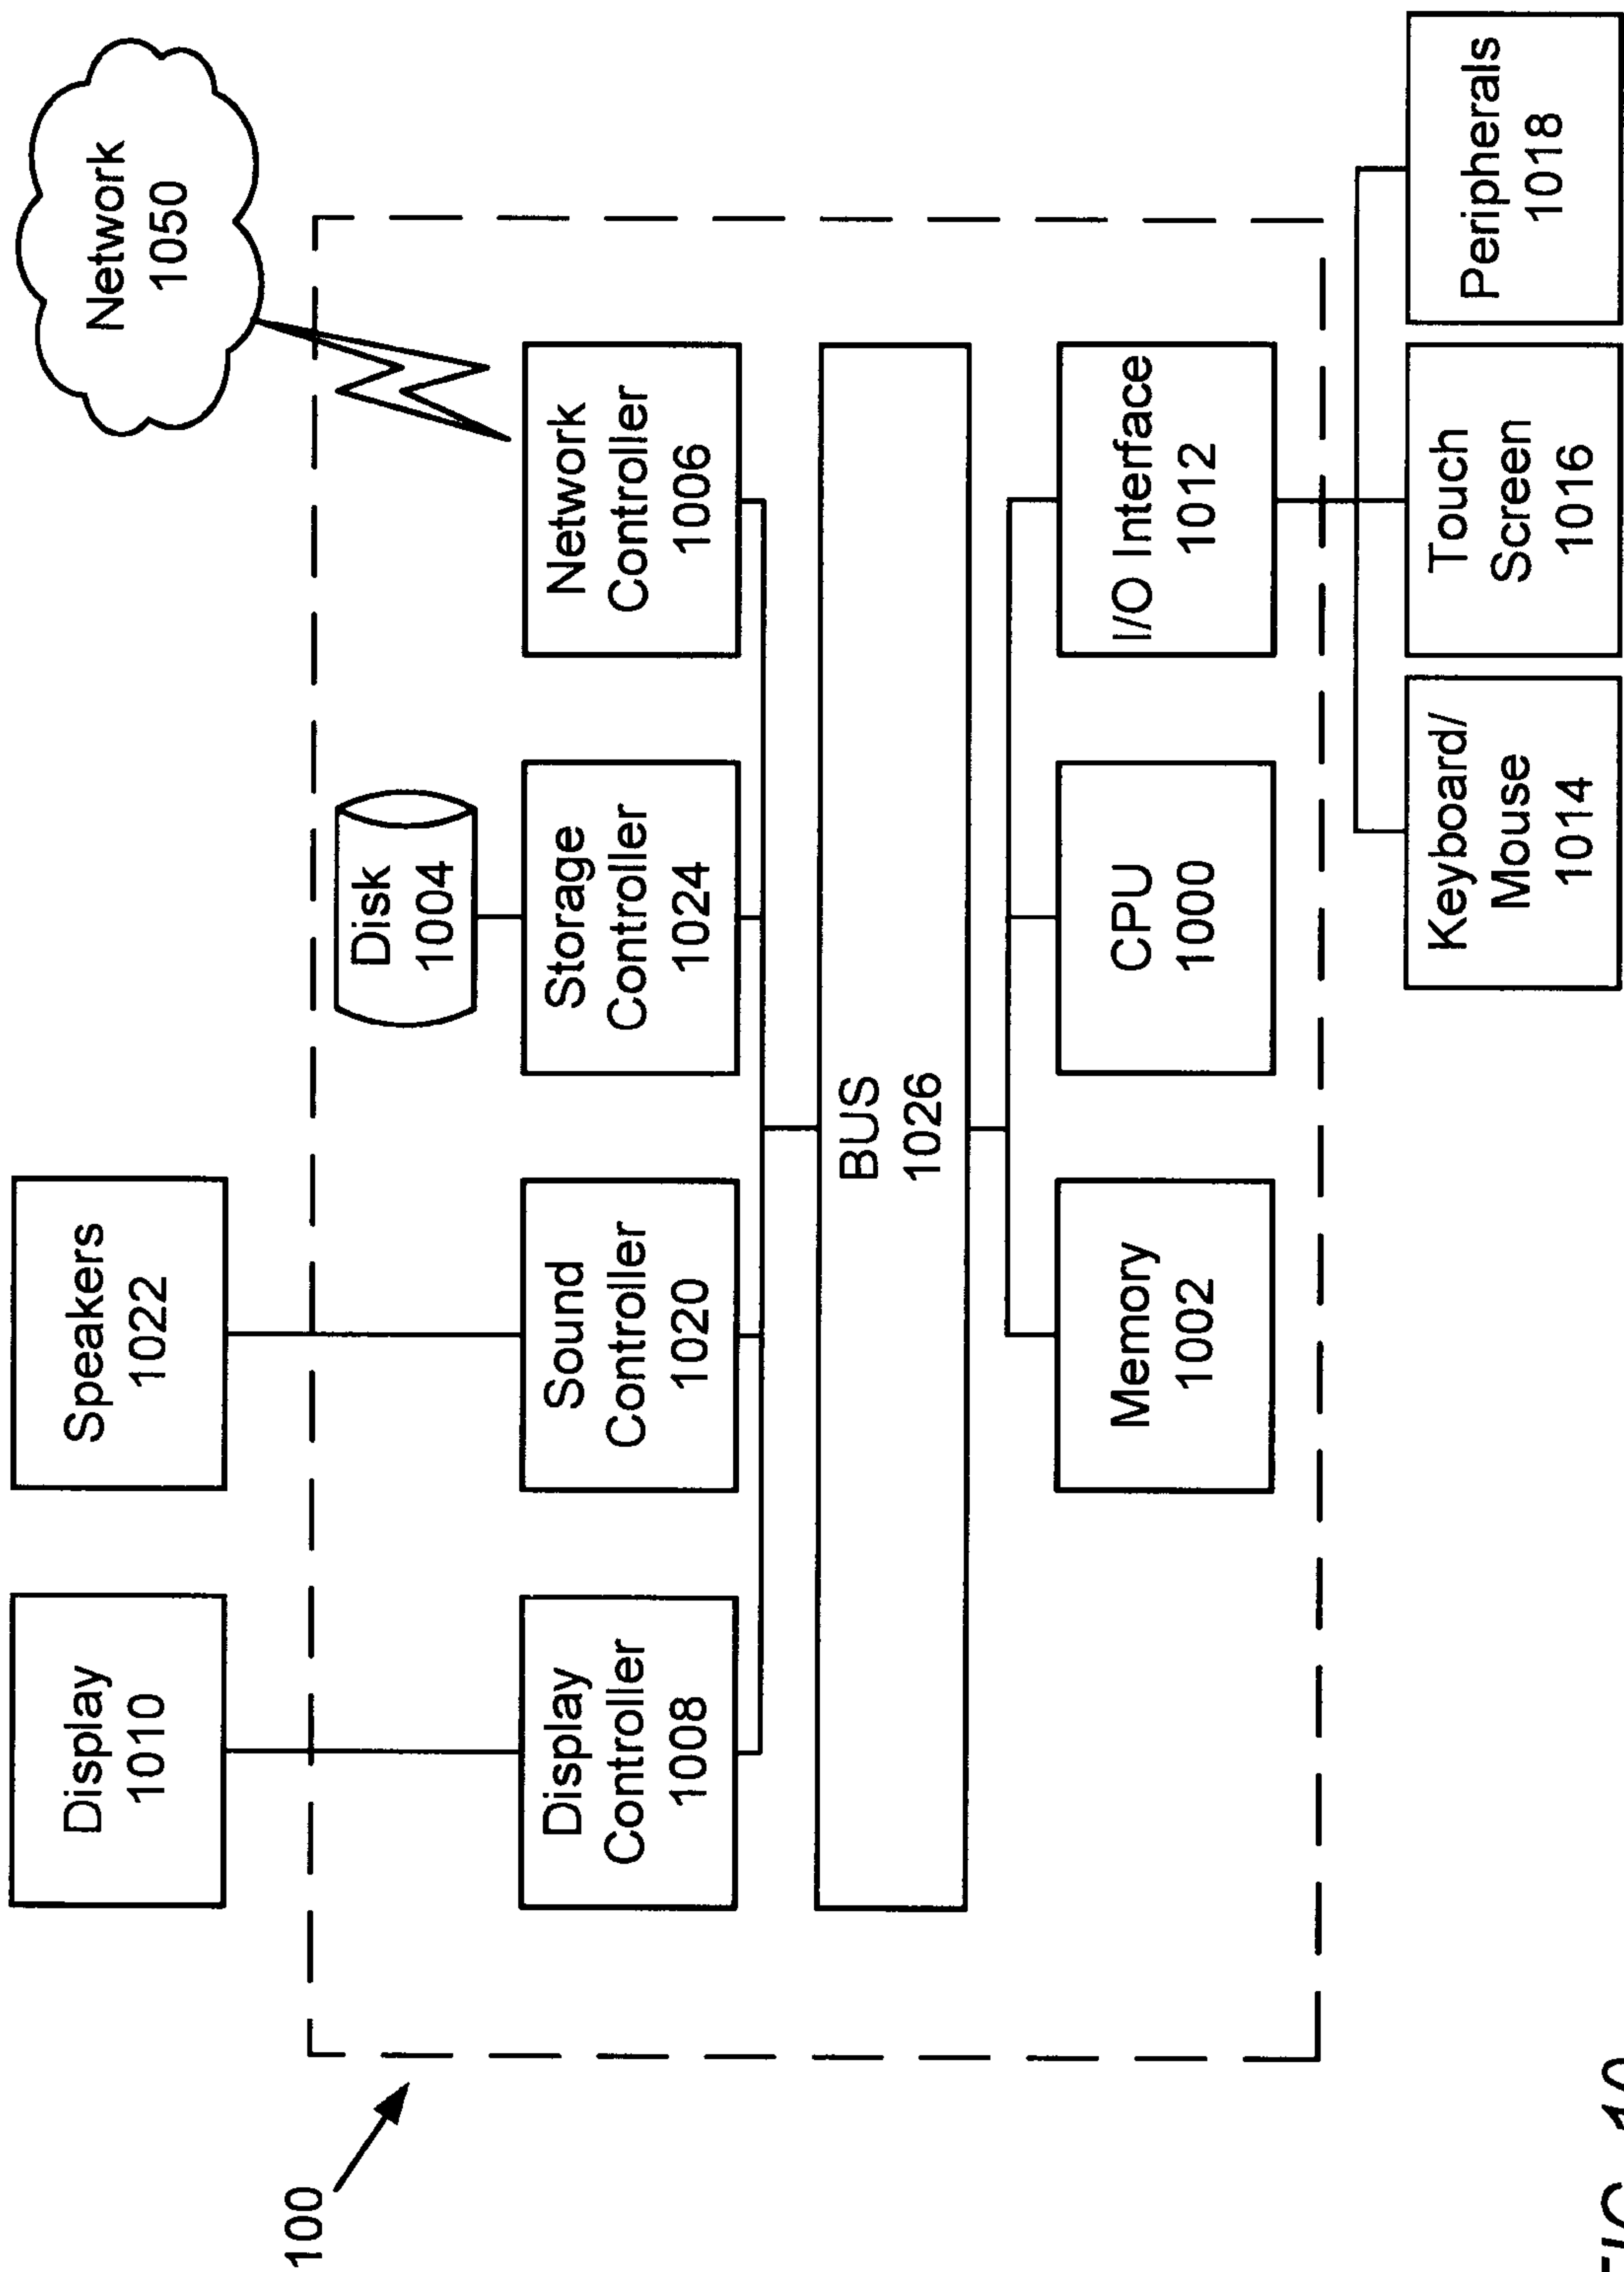 Network
1050
Speakers
1022
Display
1010
Disk
1004
Display
Controller
1008
Sound
Controller
1020
Storage
Controller
1024
Network
Controller
1006
BUS
1026
Memory
1002
CPU
1000
I/O Interface
1012
Keyboard/
Mouse
1014
Touch
Screen
1016
Peripherals
1018
100